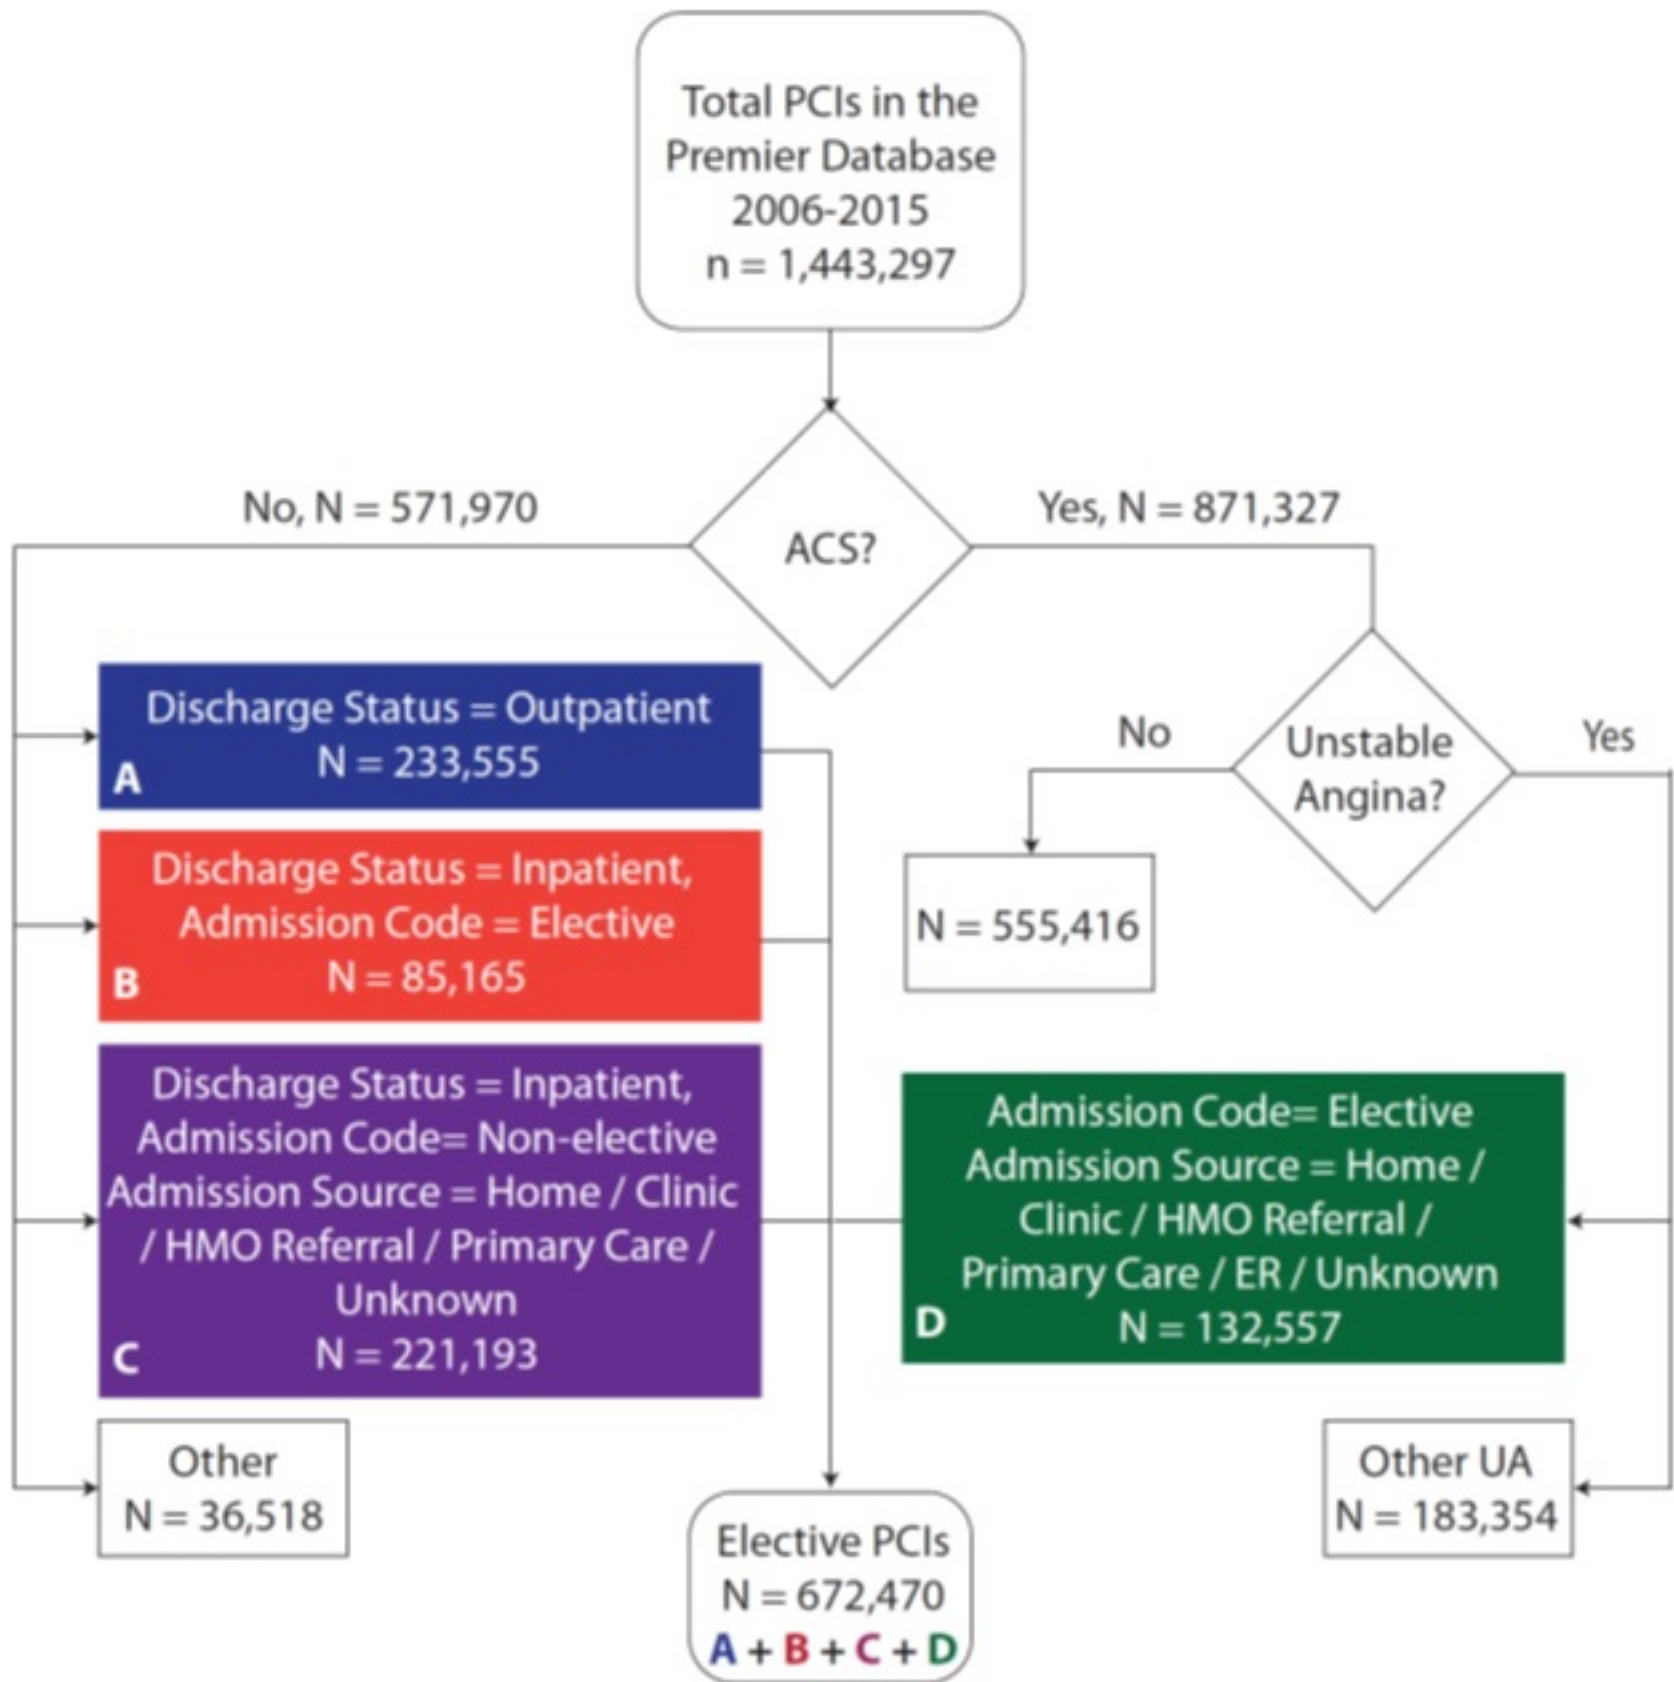 Total PCIs in the
Premier Database
2006-2015
n = 1,443,297
No, N = 571,970
ACS?
Yes, N = 871,327
Discharge Status = Outpatient
N = 233,555
A
Discharge Status = Inpatient,
Admission Code = Elective
N = 85,165
B
Discharge Status = Inpatient,
Admission Code= Non-elective
Admission Source = Home / Clinic
/ HMO Referral / Primary Care /
Unknown
N = 221,193
C
Other
N = 36,518
No
Unstable
Angina?
Yes
N = 555,416
Admission Code= Elective
Admission Source = Home /
Clinic / HMO Referral /
Primary Care / ER / Unknown
N = 132,557
D
Other UA
N = 183,354
Elective PCIs
N = 672,470
A + B + C + D